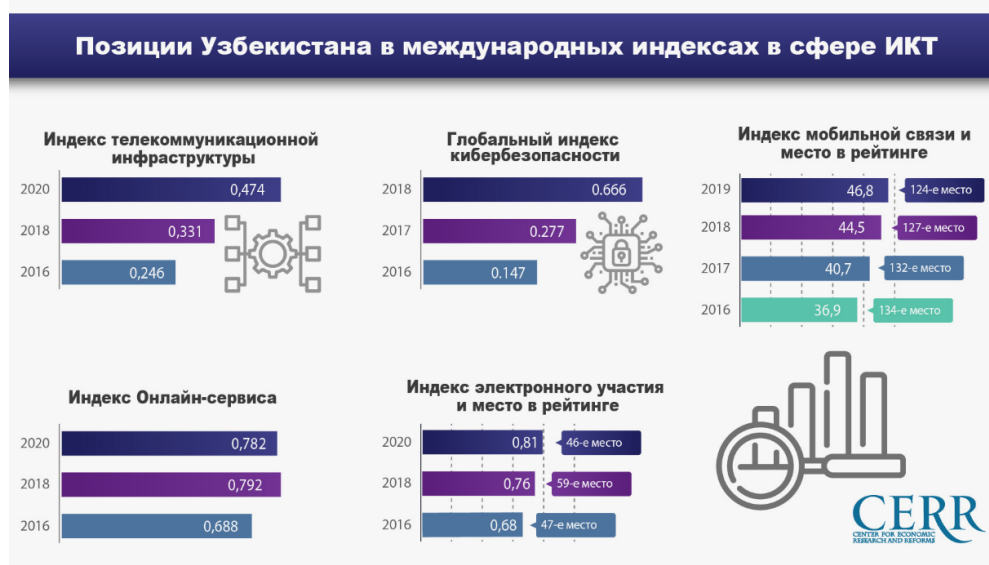 Позиции Узбекистана в международных индексах в сфере ИКТ
Индекс телекоммуникационной
инфраструктуры
2020 0,474
2018 0,331
2016 0,246
Глобальный индекс
кибербезопасности
2018 0.666
2017 0.277
2016 0.147
Индекс мобильной связи и
место в рейтинге
2019 46,8 124-е место
2018 44,5 127-е место
2017 40,7 132-е место
2016 36,9 134-е место
Индекс Онлайн-сервиса
2020 0,782
2018 0,792
2016 0,688
Индекс электронного участия
и место в рейтинге
2020 0,81 46-е место
2018 0,76 59-е место
2016 0,68 47-е место
CERR
CENTER FOR ECONOMIC
RESEARCH AND REFORMS